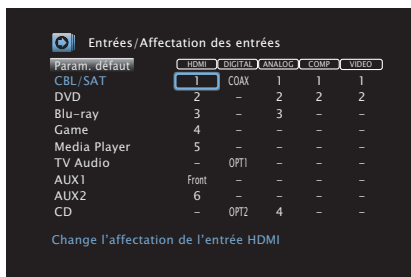 Entrées/Affectation des entrées
Param. défaut HDMI DIGITAL ANALOG COMP VIDEO
CBL/SAT 1 COAX 1 1 1
DVD 2 – 2 2 2
Blu-ray 3 – 3 – –
Game 4 – – – –
Media Player 5 – – – –
TV Audio – OPT1 – – –
AUX1 Front – – – –
AUX2 6 – – – –
CD – OPT2 4 – –
Change l'affectation de l'entrée HDMI